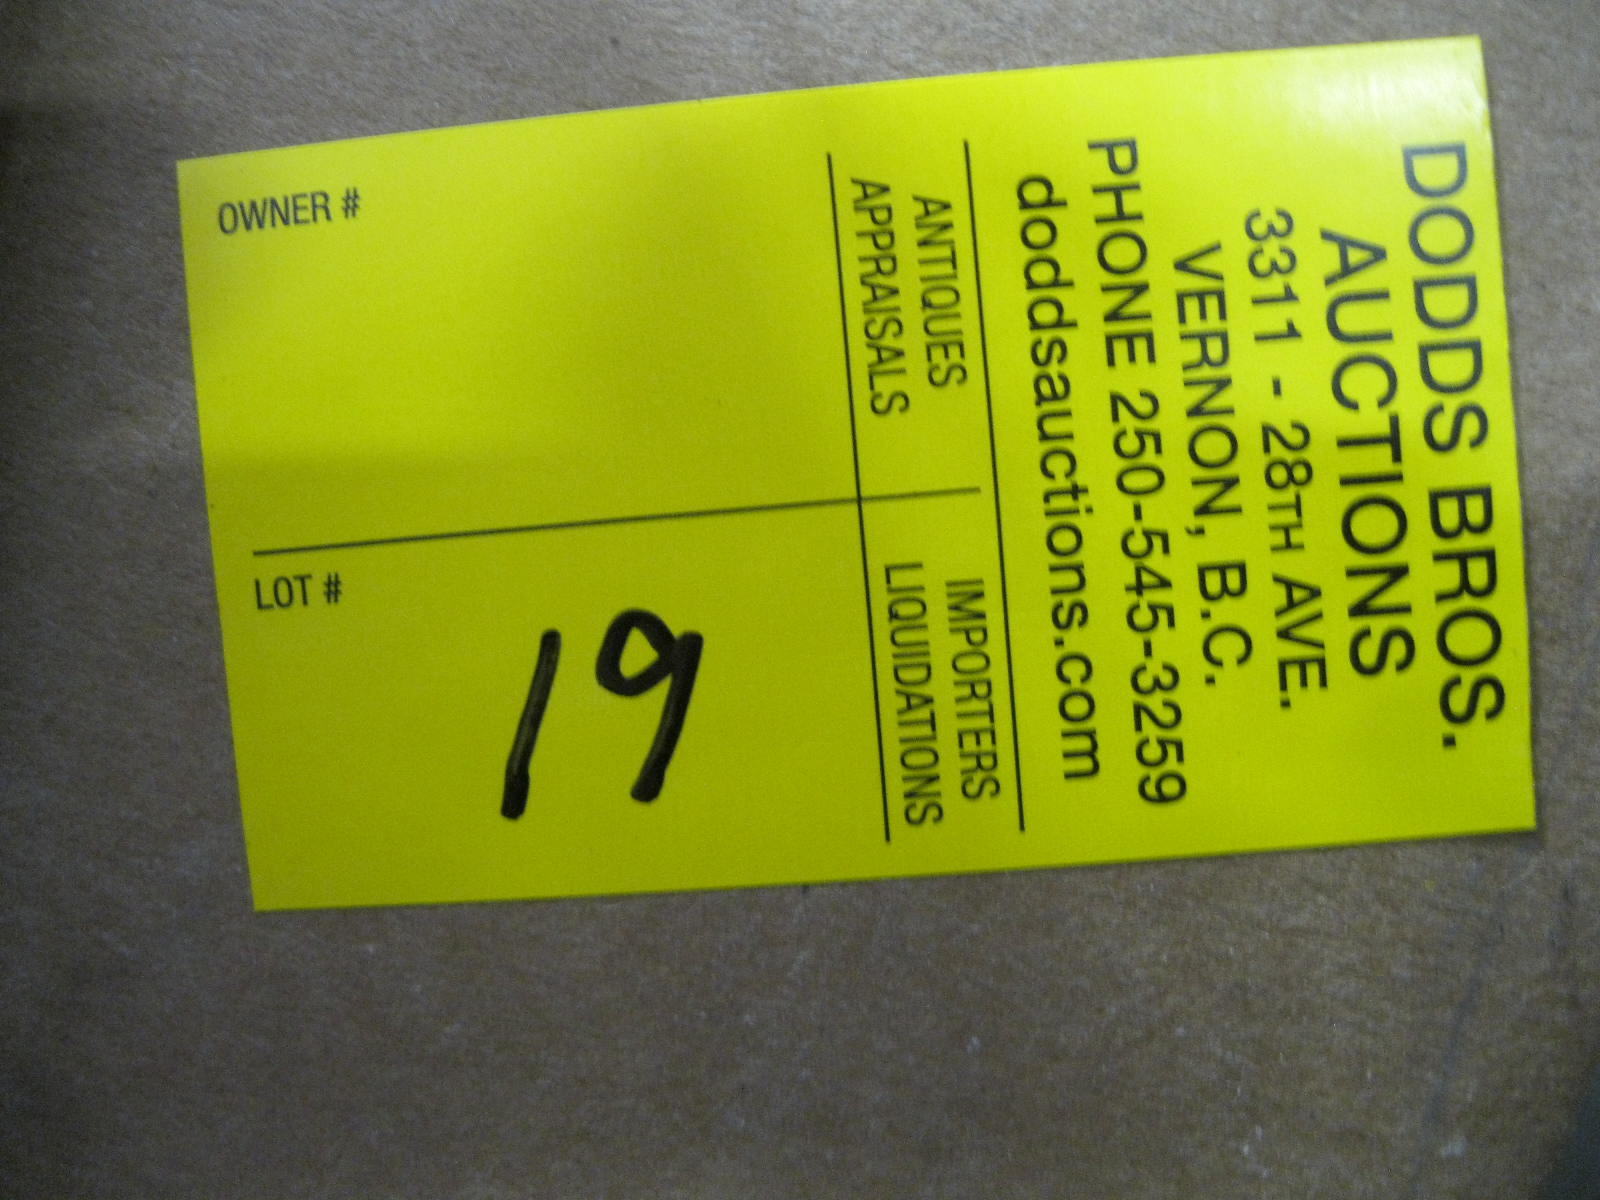 DODDS BROS.
AUCTIONS
3311 - 28TH AVE.
VERNON, B.C.
PHONE 250-545-3259
doddsauctions.com
ANTIQUES
APPRAISALS
IMPORTERS
LIQUIDATIONS
OWNER #
LOT #
19